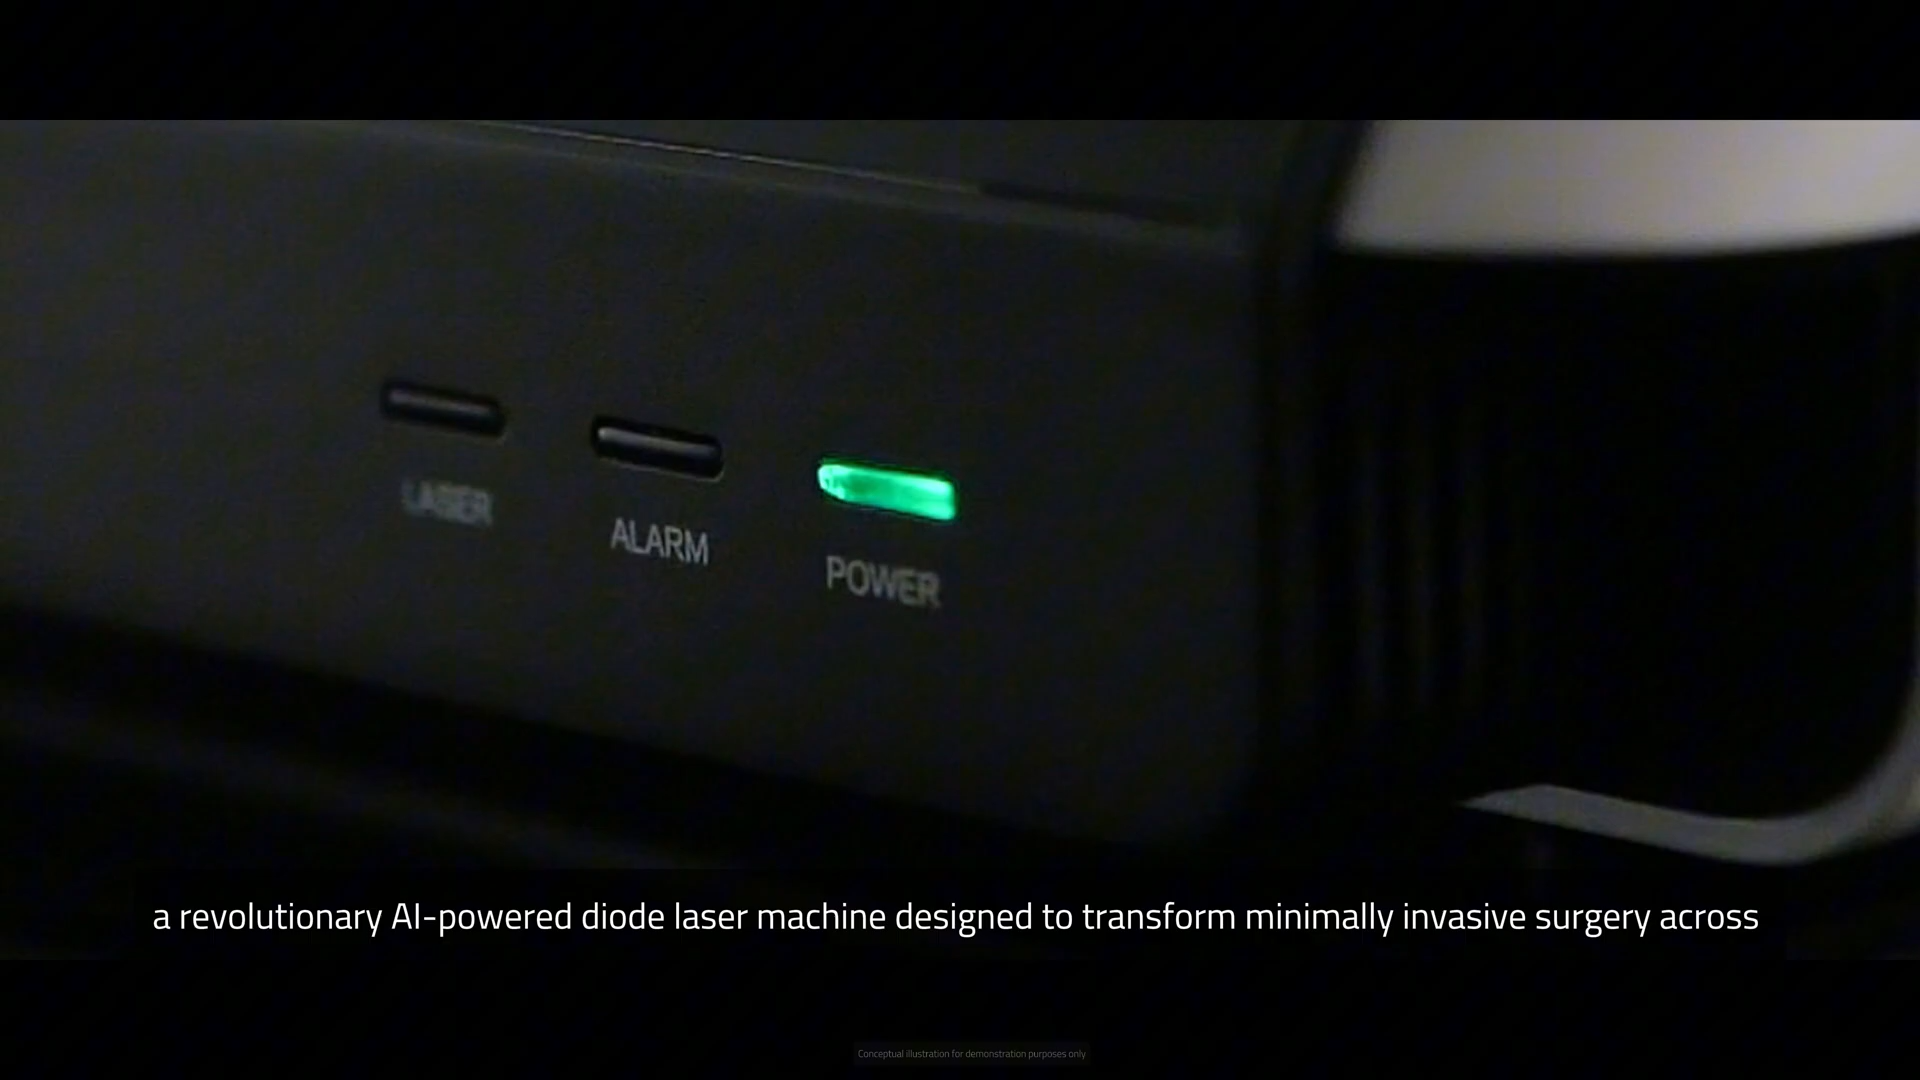 LASER
ALARM
POWER
a revolutionary AI-powered diode laser machine designed to transform minimally invasive surgery across
Conceptual illustration for demonstration purposes only